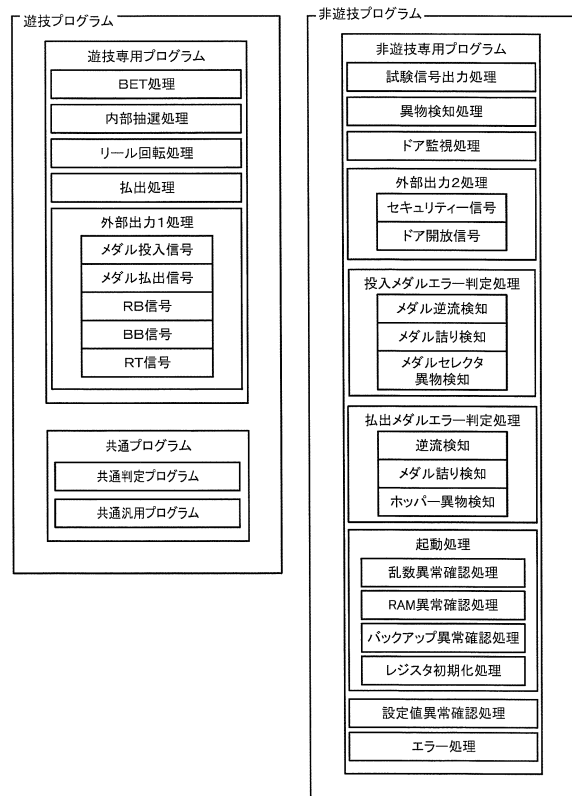 遊技プログラム
遊技専用プログラム
BET処理
内部抽選処理
リール回転処理
払出処理
外部出力1処理
メダル投入信号
メダル払出信号
RB信号
BB信号
RT信号
共通プログラム
共通判定プログラム
共通汎用プログラム
非遊技プログラム
非遊技専用プログラム
試験信号出力処理
異物検知処理
ドア監視処理
外部出力2処理
セキュリティー信号
ドア開放信号
投入メダルエラー判定処理
メダル逆流検知
メダル詰り検知
メダルセレクタ
異物検知
払出メダルエラー判定処理
逆流検知
メダル詰り検知
ホッパー異物検知
起動処理
乱数異常確認処理
RAM異常確認処理
バックアップ異常確認処理
レジスタ初期化処理
設定値異常確認処理
エラー処理